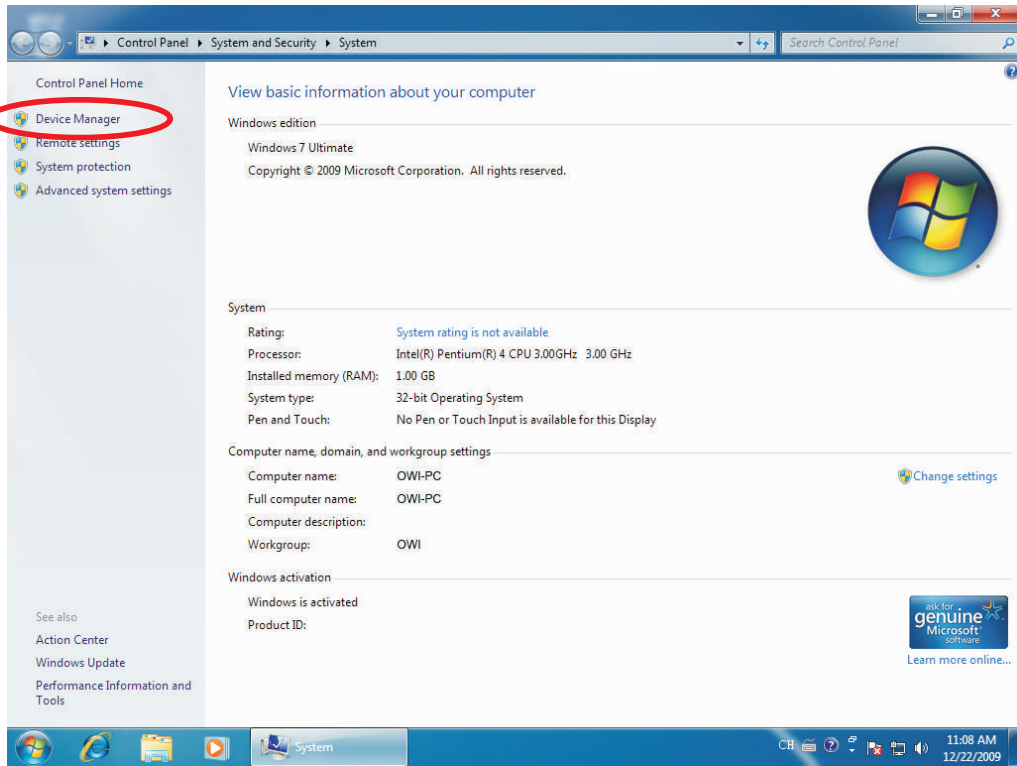 Control Panel ▸ System and Security ▸ System
Search Control Panel
Control Panel Home
Device Manager
Remote settings
System protection
Advanced system settings
View basic information about your computer
Windows edition
Windows 7 Ultimate
Copyright © 2009 Microsoft Corporation. All rights reserved.
System
Rating: System rating is not available
Processor: Intel(R) Pentium(R) 4 CPU 3.00GHz 3.00 GHz
Installed memory (RAM): 1.00 GB
System type: 32-bit Operating System
Pen and Touch: No Pen or Touch Input is available for this Display
Computer name, domain, and workgroup settings
Computer name: OWI-PC
Change settings
Full computer name: OWI-PC
Computer description:
Workgroup: OWI
Windows activation
Windows is activated
Product ID:
ask for
genuine
Microsoft
software
Learn more online...
See also
Action Center
Windows Update
Performance Information and
Tools
System
CH
11:08 AM
12/22/2009